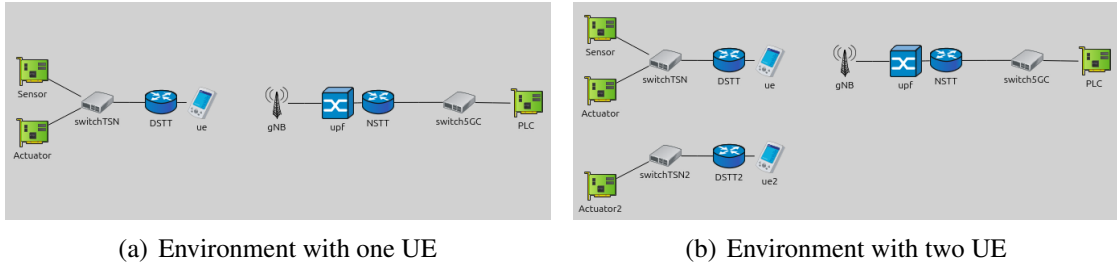 Sensor
switchTSN
DSTT
ue
gNB
upf
NSTT
switch5GC
PLC
Actuator
(a) Environment with one UE
Sensor
switchTSN
DSTT
ue
gNB
upf
NSTT
switch5GC
PLC
Actuator
switchTSN2
DSTT2
ue2
Actuator2
(b) Environment with two UE